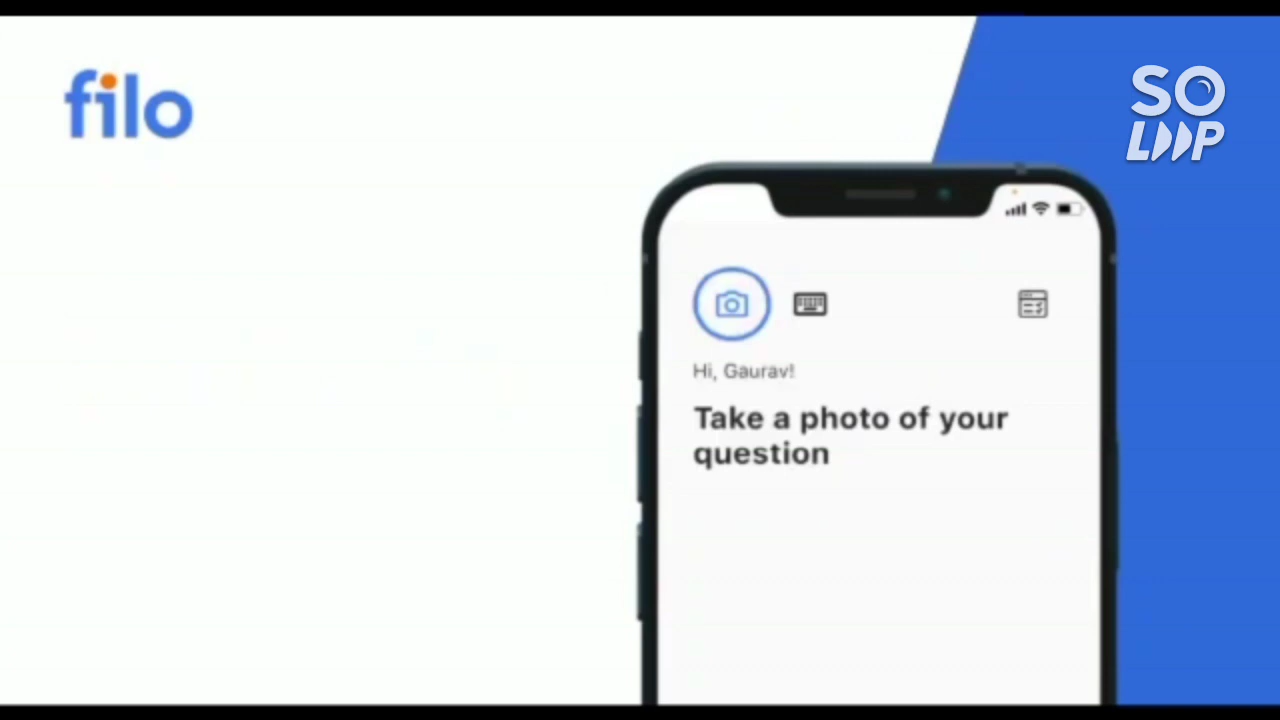 filo
SO
LOOP
Hi, Gaurav!
Take a photo of your
question